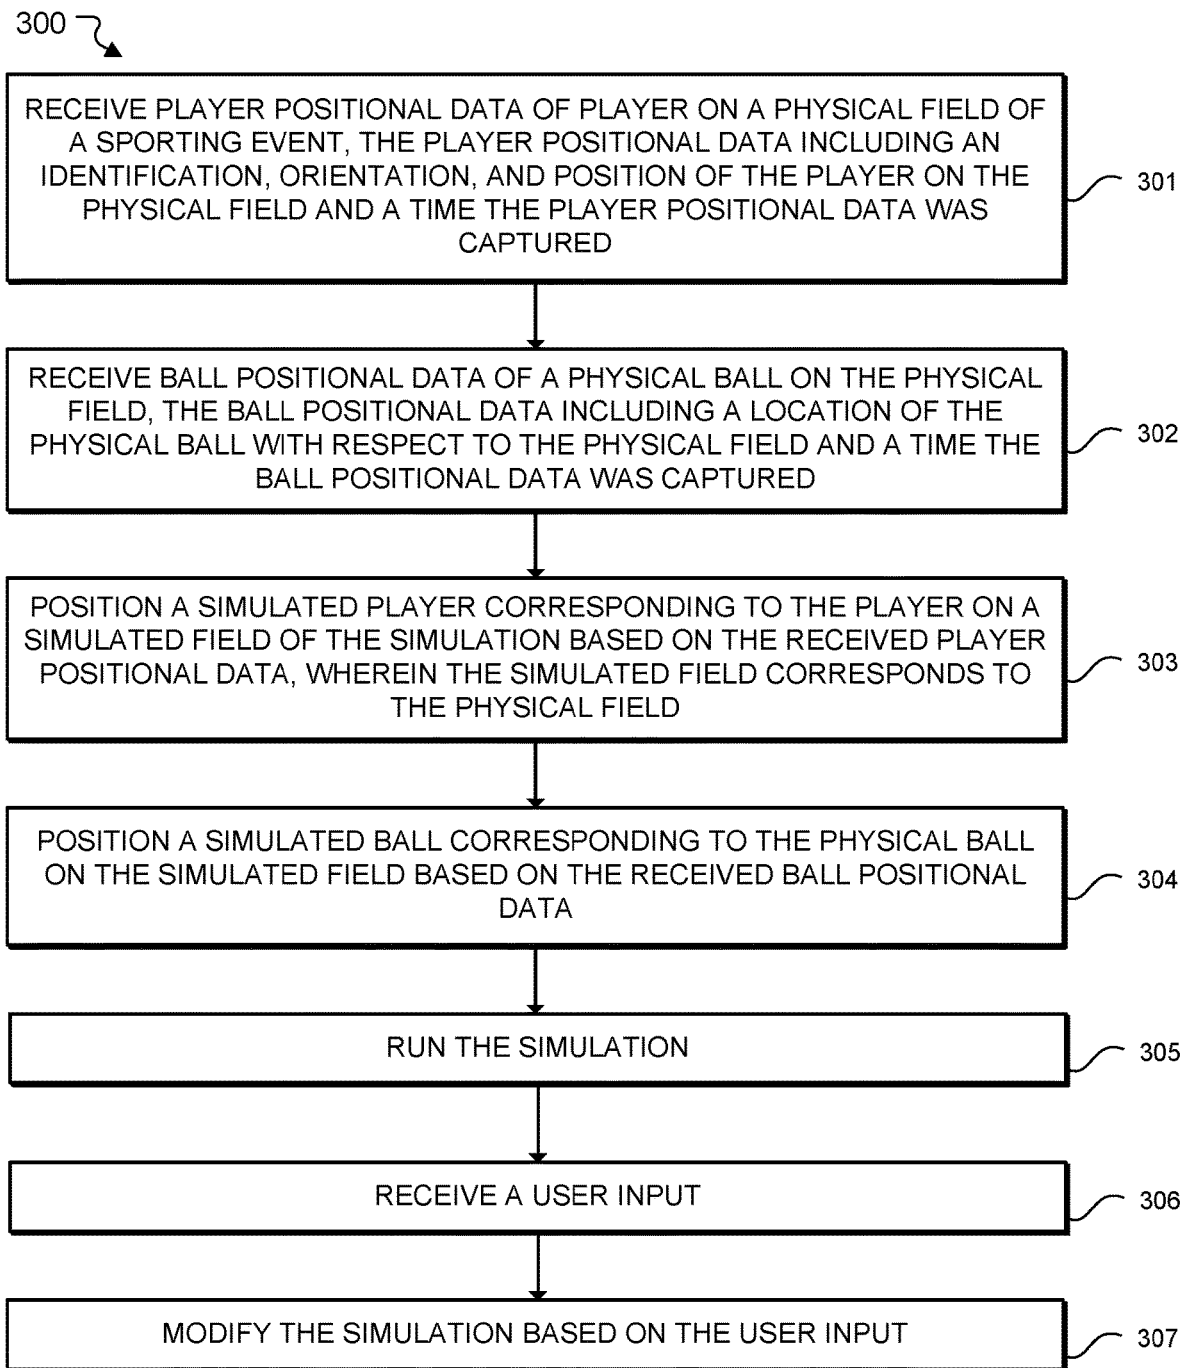 300
RECEIVE PLAYER POSITIONAL DATA OF PLAYER ON A PHYSICAL FIELD OF
A SPORTING EVENT, THE PLAYER POSITIONAL DATA INCLUDING AN
IDENTIFICATION, ORIENTATION, AND POSITION OF THE PLAYER ON THE
PHYSICAL FIELD AND A TIME THE PLAYER POSITIONAL DATA WAS
CAPTURED
301
RECEIVE BALL POSITIONAL DATA OF A PHYSICAL BALL ON THE PHYSICAL
FIELD, THE BALL POSITIONAL DATA INCLUDING A LOCATION OF THE
PHYSICAL BALL WITH RESPECT TO THE PHYSICAL FIELD AND A TIME THE
BALL POSITIONAL DATA WAS CAPTURED
302
POSITION A SIMULATED PLAYER CORRESPONDING TO THE PLAYER ON A
SIMULATED FIELD OF THE SIMULATION BASED ON THE RECEIVED PLAYER
POSITIONAL DATA, WHEREIN THE SIMULATED FIELD CORRESPONDS TO
THE PHYSICAL FIELD
303
POSITION A SIMULATED BALL CORRESPONDING TO THE PHYSICAL BALL
ON THE SIMULATED FIELD BASED ON THE RECEIVED BALL POSITIONAL
DATA
304
RUN THE SIMULATION
305
RECEIVE A USER INPUT
306
MODIFY THE SIMULATION BASED ON THE USER INPUT
307